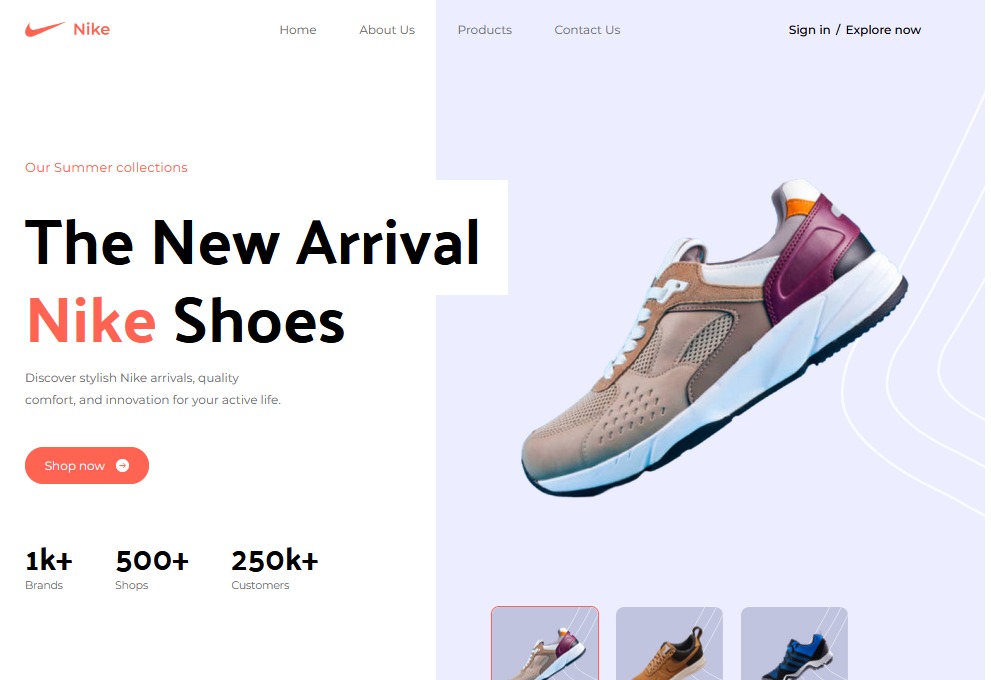 Nike
Home
About Us
Products
Contact Us
Sign in / Explore now
Our Summer collections
The New Arrival
Nike Shoes
Discover stylish Nike arrivals, quality
comfort, and innovation for your active life.
Shop now
1k+
500+
250k+
Brands
Shops
Customers